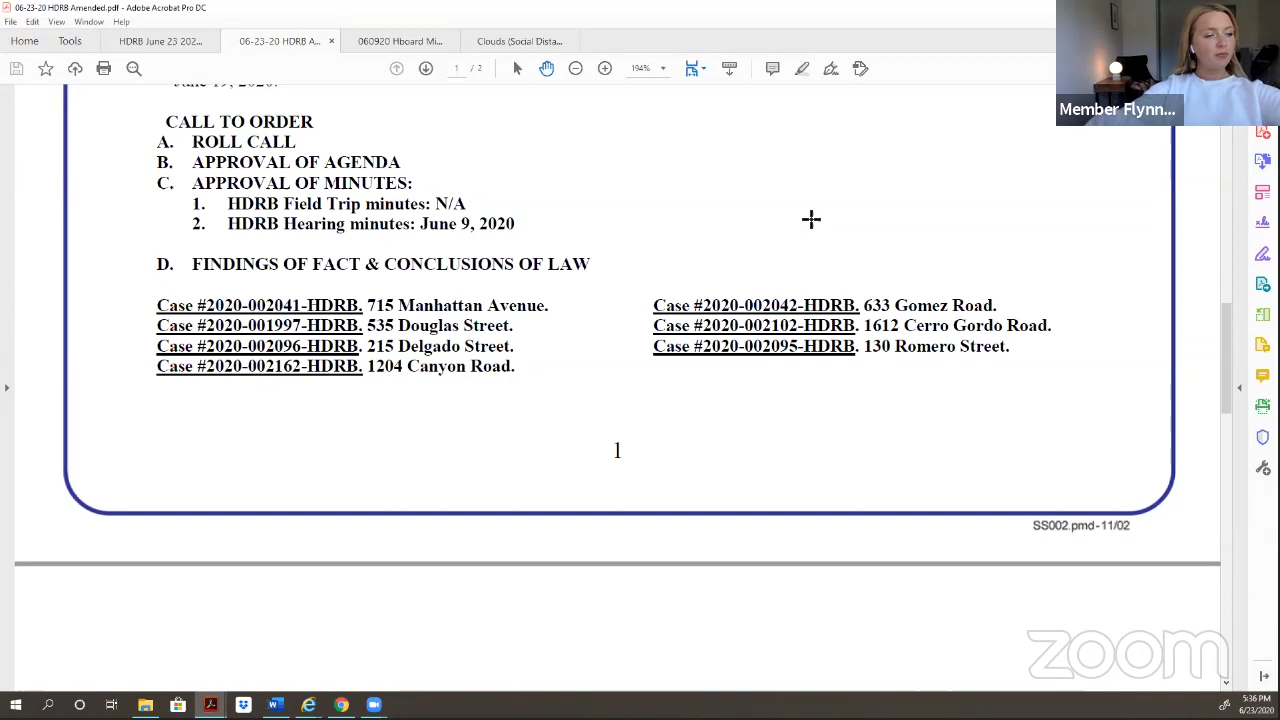 06-23-20 HDRB Amended.pdf - Adobe Acrobat Pro DC
File Edit View Window Help
Home Tools HDRB June 23 202... 06-23-20 HDRB A... × 060920 Hboard Mi... Clouds (Social Dista...
1 / 2 194%
Member Flynn...
June 19, 2020.
CALL TO ORDER
A. ROLL CALL
B. APPROVAL OF AGENDA
C. APPROVAL OF MINUTES:
1. HDRB Field Trip minutes: N/A
2. HDRB Hearing minutes: June 9, 2020
D. FINDINGS OF FACT & CONCLUSIONS OF LAW
Case #2020-002041-HDRB. 715 Manhattan Avenue.
Case #2020-001997-HDRB. 535 Douglas Street.
Case #2020-002096-HDRB. 215 Delgado Street.
Case #2020-002162-HDRB. 1204 Canyon Road.
Case #2020-002042-HDRB. 633 Gomez Road.
Case #2020-002102-HDRB. 1612 Cerro Gordo Road.
Case #2020-002095-HDRB. 130 Romero Street.
1
SS002.pmd-11/02
zoom
5:36 PM
6/23/2020